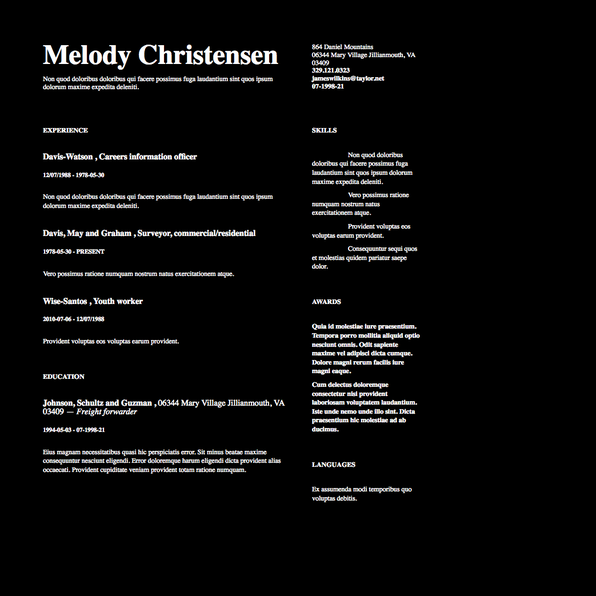 Melody Christensen
Non quod doloribus doloribus qui facere possimus fuga laudantium sint quos ipsum
dolorum maxime expedita deleniti.
864 Daniel Mountains
06344 Mary Village Jillianmouth, VA
03409
329.121.0323
jameswilkins@taylor.net
07-1998-21
EXPERIENCE
Davis-Watson , Careers information officer
12/07/1988 - 1978-05-30
Non quod doloribus doloribus qui facere possimus fuga laudantium sint quos ipsum
dolorum maxime expedita deleniti.
Davis, May and Graham , Surveyor, commercial/residential
1978-05-30 - PRESENT
Vero possimus ratione numquam nostrum natus exercitationem atque.
Wise-Santos , Youth worker
2010-07-06 - 12/07/1988
Provident voluptas eos voluptas earum provident.
EDUCATION
Johnson, Schultz and Guzman , 06344 Mary Village Jillianmouth, VA
03409 — Freight forwarder
1994-05-03 - 07-1998-21
Eius magnam necessitatibus quasi hic perspiciatis error. Sit minus beatae maxime
consequuntur nesciunt eligendi. Error doloremque harum eligendi dicta provident alias
occaecati. Provident cupiditate veniam provident totam ratione numquam.
SKILLS
Non quod doloribus
doloribus qui facere possimus fuga
laudantium sint quos ipsum dolorum
maxime expedita deleniti.
Vero possimus ratione
numquam nostrum natus
exercitationem atque.
Provident voluptas eos
voluptas earum provident.
Consequuntur sequi quos
et molestias quidem pariatur saepe
dolor.
AWARDS
Quia id molestiae iure praesentium.
Tempora porro mollitia aliquid optio
nesciunt omnis. Odit sapiente
maxime vel adipisci dicta cumque.
Dolore magni rerum facilis iure
magni eaque.
Cum delectus doloremque
consectetur nisi provident
laboriosam voluptatem laudantium.
Iste unde nemo unde illo sint. Dicta
praesentium hic molestiae ad ab
ducimus.
LANGUAGES
Ex assumenda modi temporibus quo
voluptas debitis.